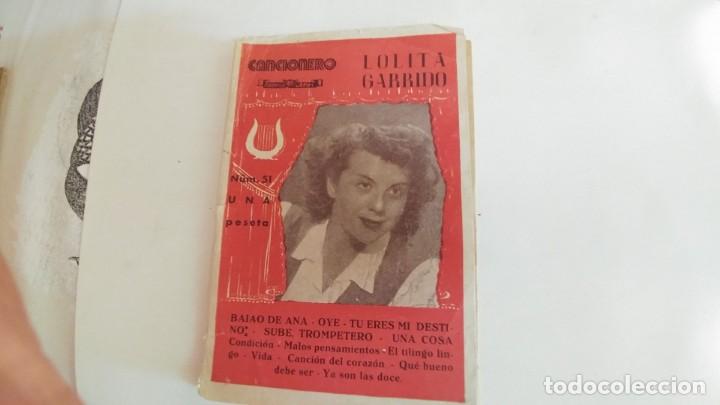 CANCIONERO
LOLITA
GARRIDO
Núm. 51
UNA
peseta
BAIAO DE ANA - OYE - TU ERES MI DESTI-
NO - SUBE, TROMPETERO - UNA COSA
Condición - Malos pensamientos - El tilingo lin-
go - Vida - Canción del corazón - Qué bueno
debe ser - Ya son las doce.
todocoleccion